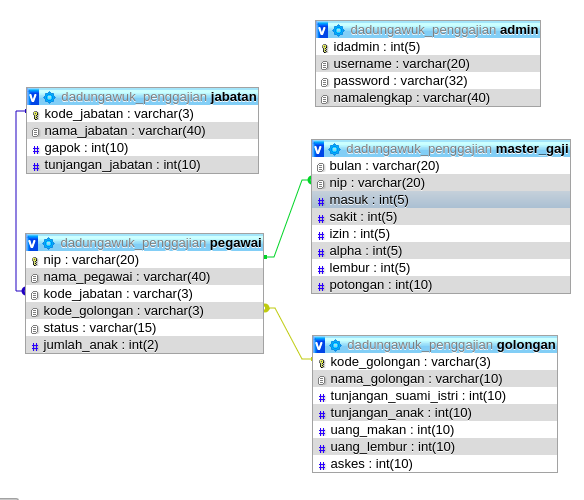 dadungawuk_penggajian admin
idadmin : int(5)
username : varchar(20)
password : varchar(32)
namalengkap : varchar(40)
dadungawuk_penggajian jabatan
kode_jabatan : varchar(3)
nama_jabatan : varchar(40)
gapok : int(10)
tunjangan_jabatan : int(10)
dadungawuk_penggajian master_gaji
bulan : varchar(20)
nip : varchar(20)
masuk : int(5)
sakit : int(5)
izin : int(5)
alpha : int(5)
lembur : int(5)
potongan : int(10)
dadungawuk_penggajian pegawai
nip : varchar(20)
nama_pegawai : varchar(40)
kode_jabatan : varchar(3)
kode_golongan : varchar(3)
status : varchar(15)
jumlah_anak : int(2)
dadungawuk_penggajian golongan
kode_golongan : varchar(3)
nama_golongan : varchar(10)
tunjangan_suami_istri : int(10)
tunjangan_anak : int(10)
uang_makan : int(10)
uang_lembur : int(10)
askes : int(10)